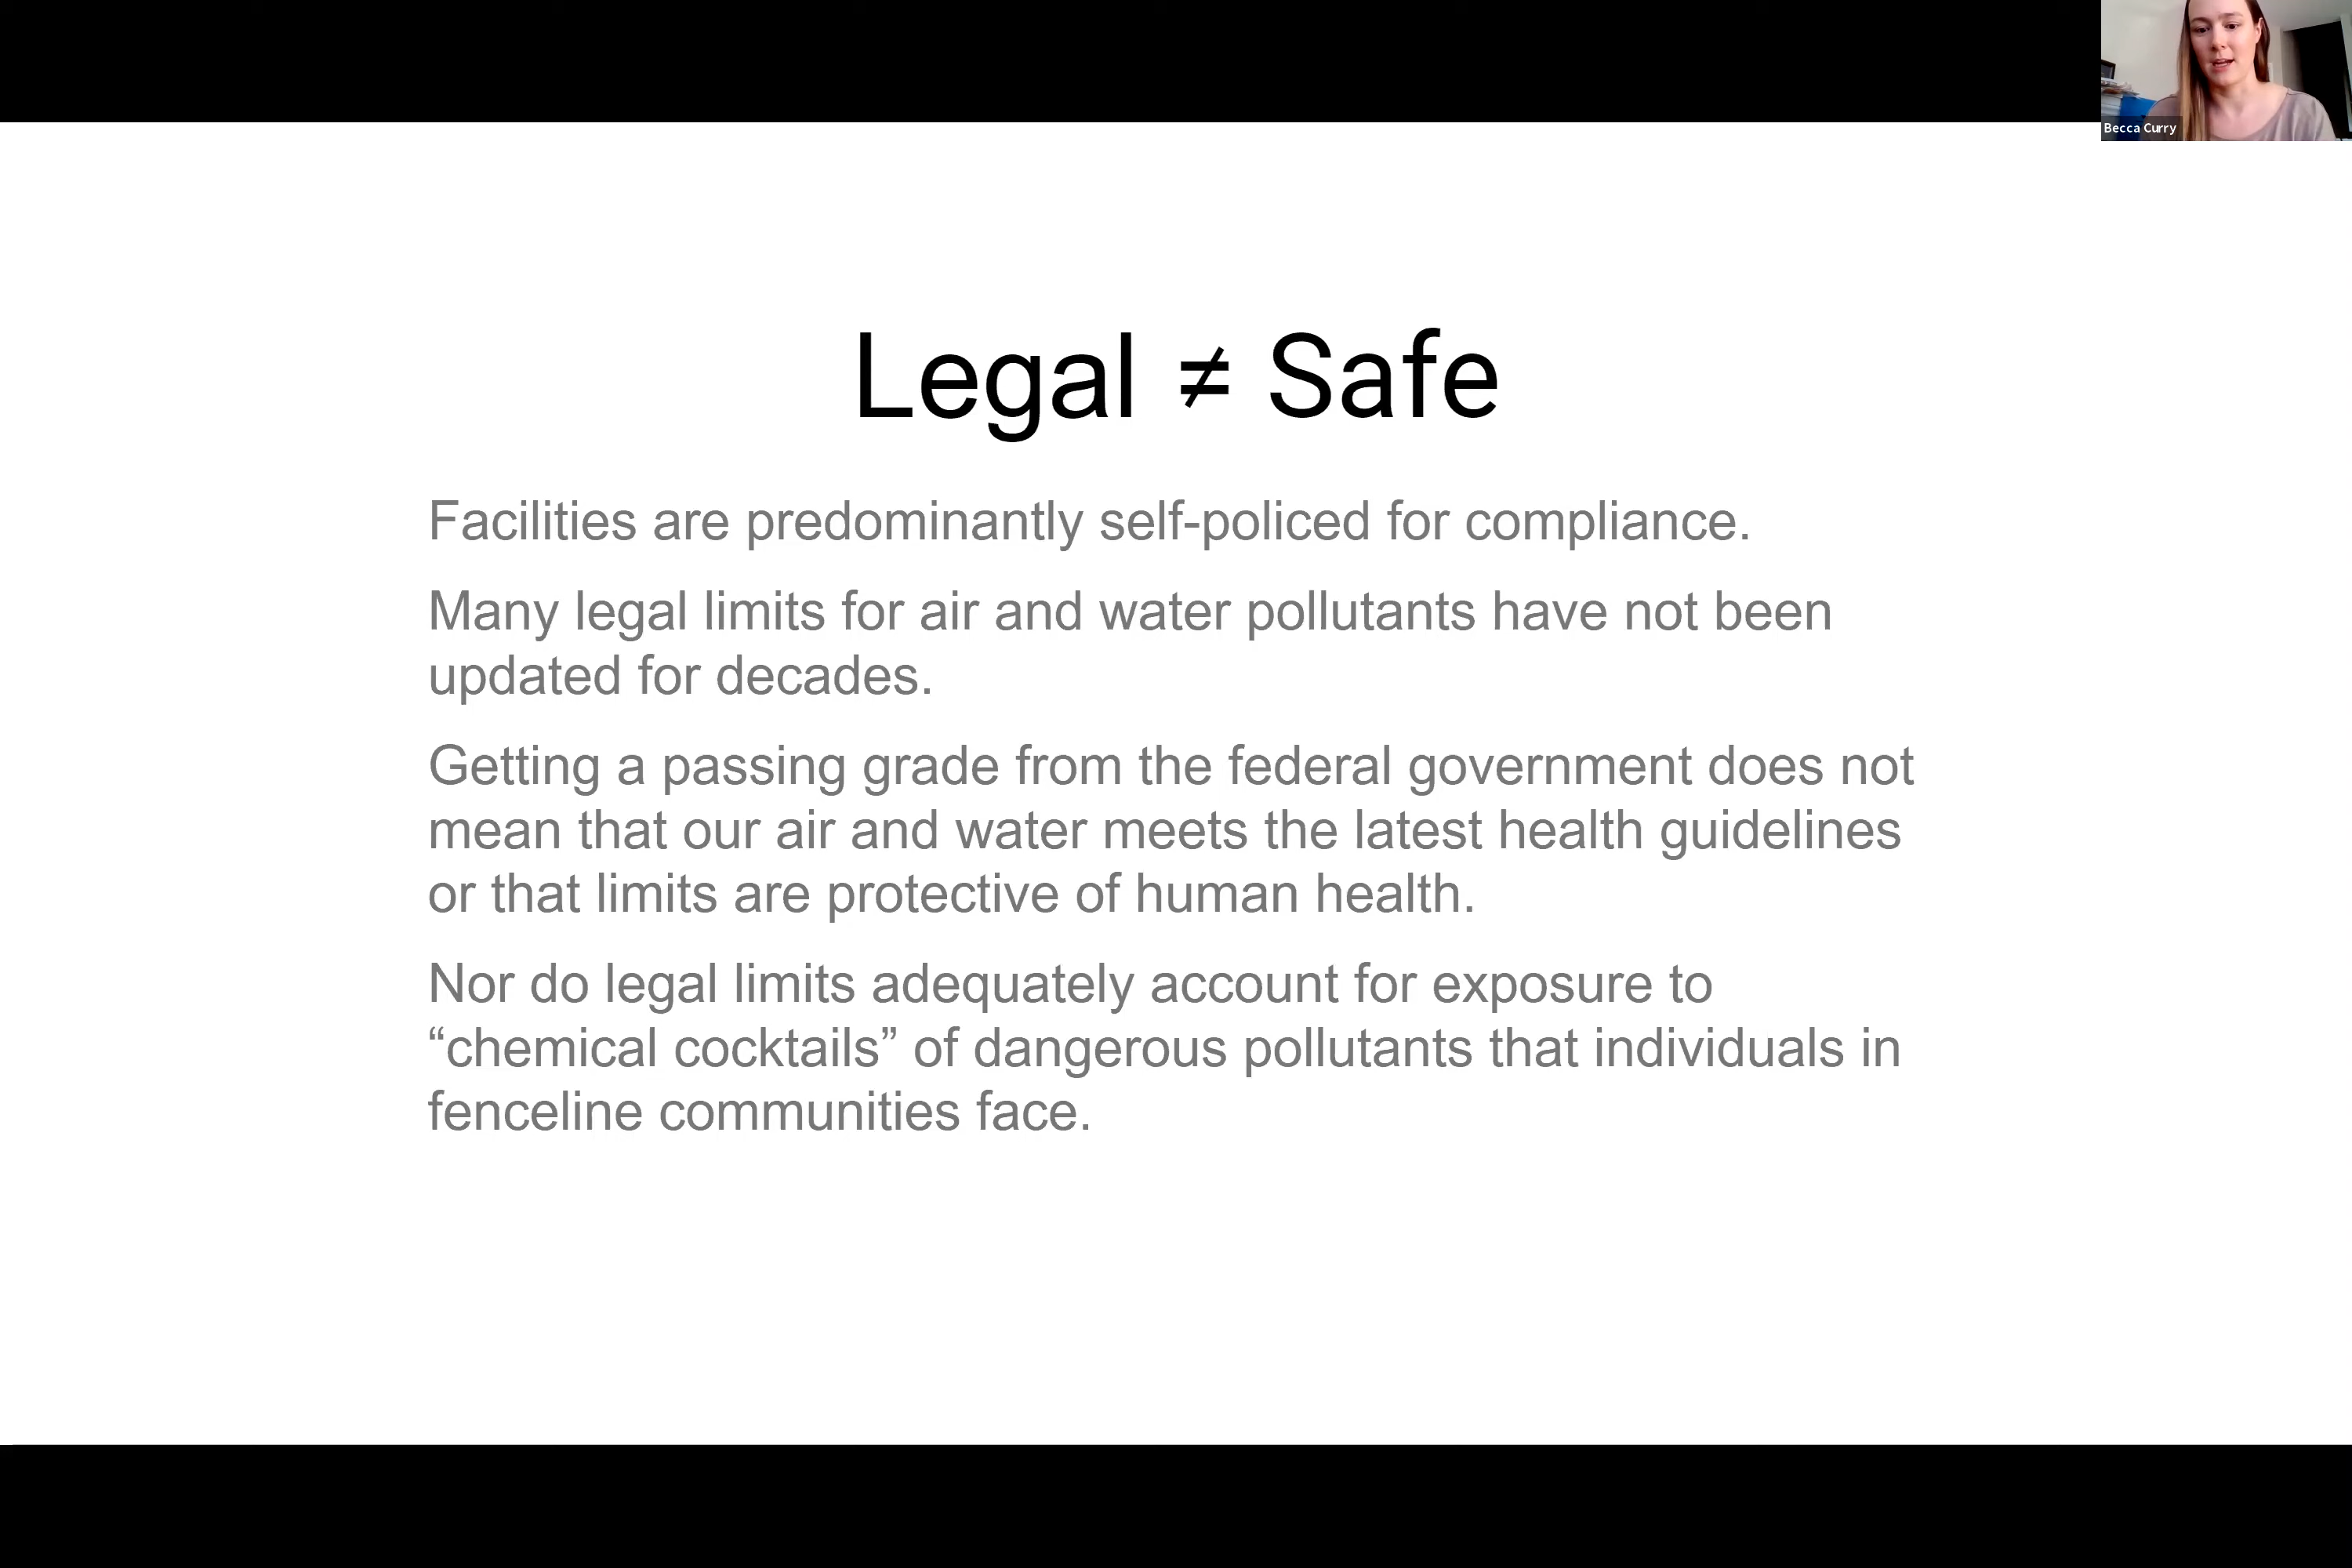 Becca Curry
Legal ≠ Safe
Facilities are predominantly self-policed for compliance.
Many legal limits for air and water pollutants have not been
updated for decades.
Getting a passing grade from the federal government does not
mean that our air and water meets the latest health guidelines
or that limits are protective of human health.
Nor do legal limits adequately account for exposure to
“chemical cocktails” of dangerous pollutants that individuals in
fenceline communities face.